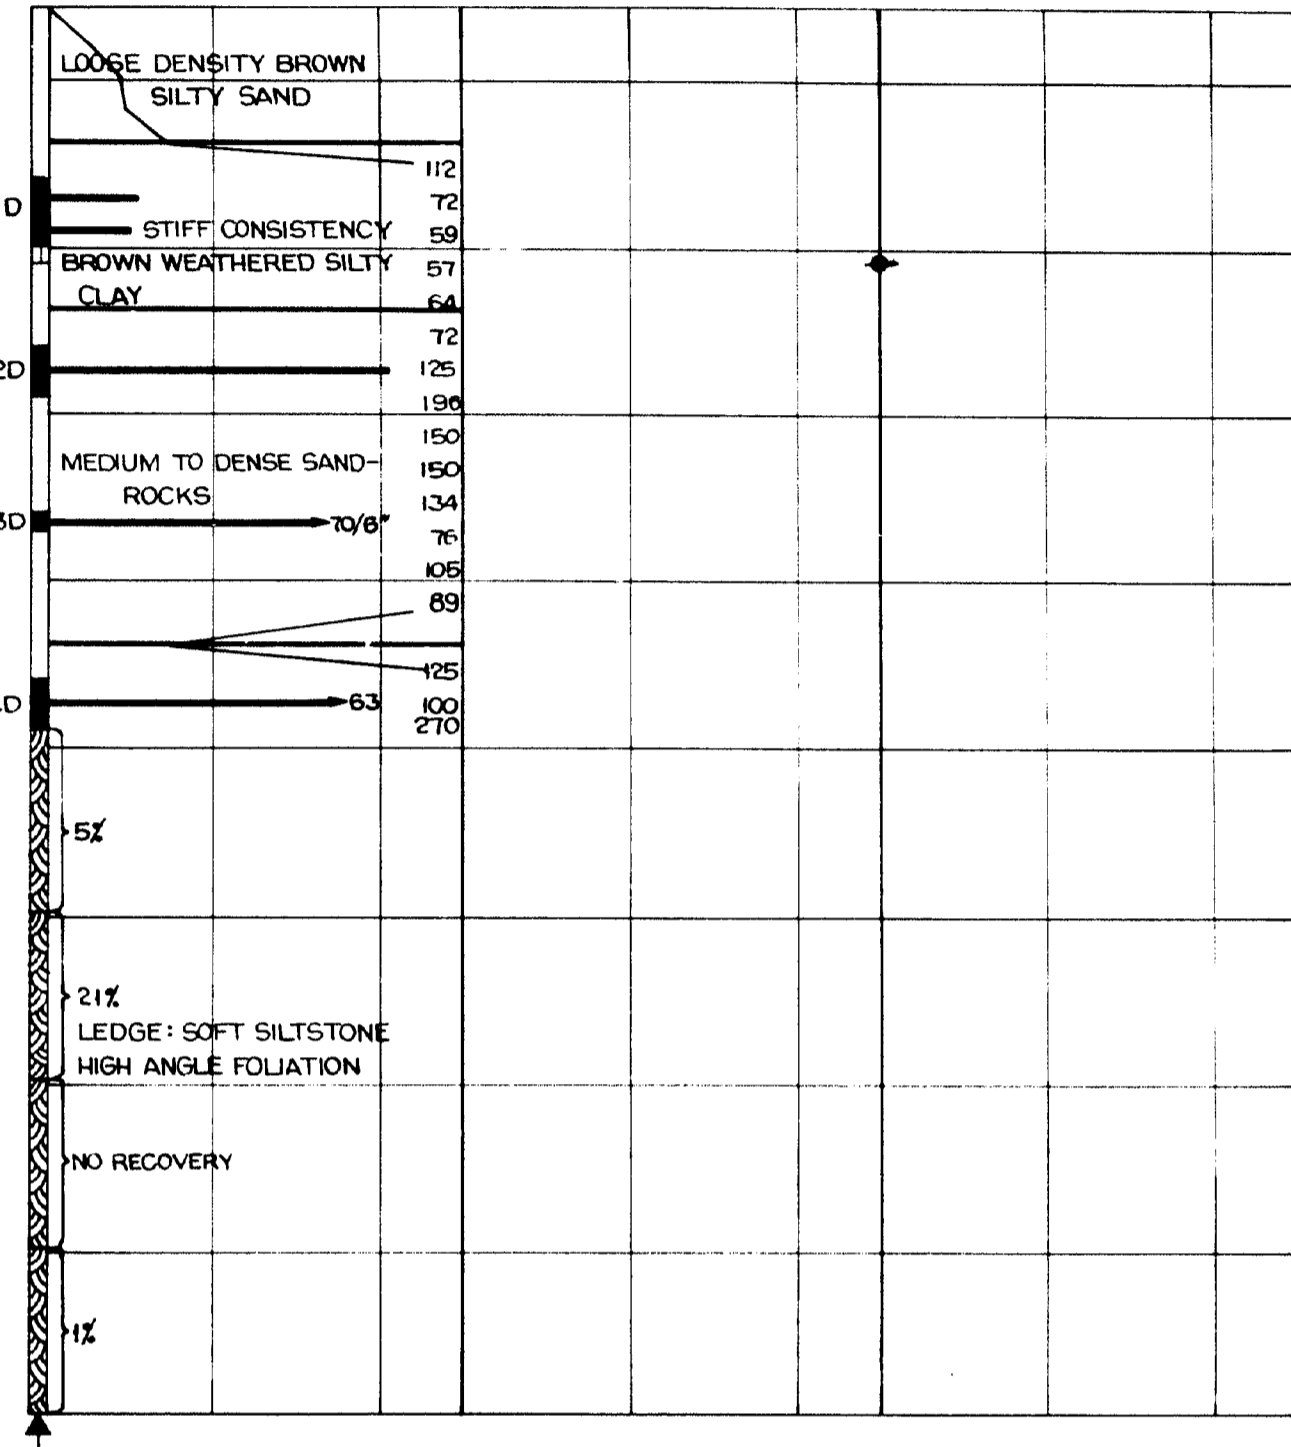 LOOSE DENSITY BROWN
SILTY SAND
112
D
72
STIFF CONSISTENCY
59
BROWN WEATHERED SILTY
57
CLAY
64
72
2D
125
196
150
MEDIUM TO DENSE SAND-
150
ROCKS
134
3D
70/6"
76
105
89
125
D
63
100
270
5%
21%
LEDGE: SOFT SILTSTONE
HIGH ANGLE FOLIATION
NO RECOVERY
1%